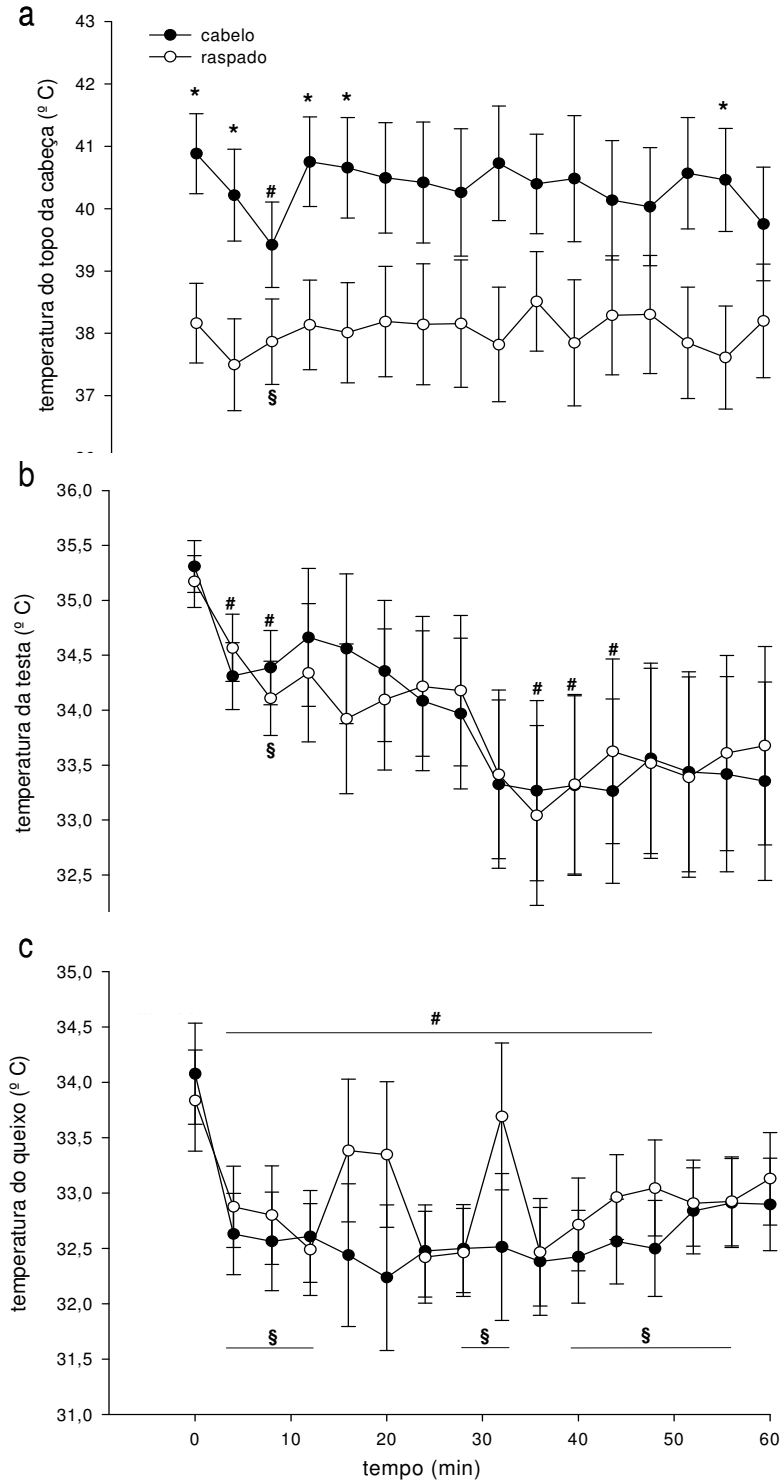 a
43
cabelo
raspado
42
* * * * *
41
#
40
39
38
37
§
temperatura do topo da cabeça (º C)
b
36,0
35,5
35,0
# #
34,5
#
34,0
# #
§
33,5
33,0
32,5
temperatura da testa (º C)
c
35,0
34,5
#
34,0
33,5
33,0
32,5
32,0
§ § §
31,5
31,0
temperatura do queixo (º C)
0 10 20 30 40 50 60
tempo (min)